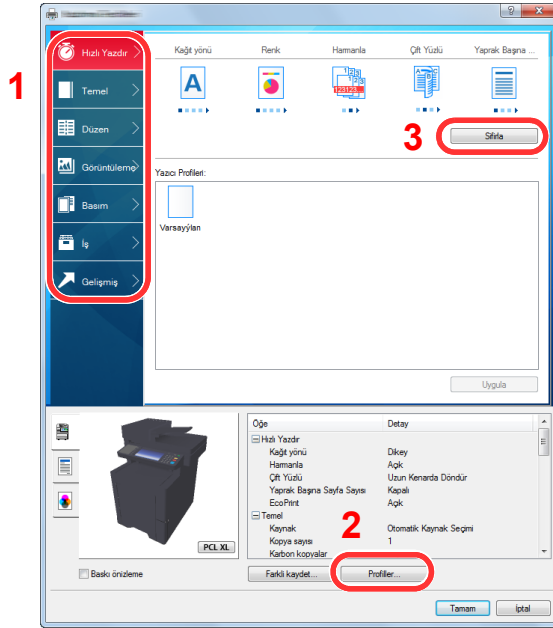 1
Hızlı Yazdır
Temel
Düzen
Görüntüleme
Basım
İş
Gelişmiş
Kağıt yönü Renk Harmanla Çift Yüzlü Yaprak Başına ...
A
123123..
3
Sıfırla
Yazıcı Profilleri:
Varsayýlan
Uygula
Öğe Detay
Hızlı Yazdır
Kağıt yönü Dikey
Harmanla Açık
Çift Yüzlü Uzun Kenarda Döndür
Yaprak Başına Sayfa Sayısı Kapalı
EcoPrint Açık
Temel
Kaynak Otomatik Kaynak Seçimi
Kopya sayısı 1
Karbon kopyalar
2
PCL XL
Baskı önizleme
Farklı kaydet... Profiller...
Tamam İptal